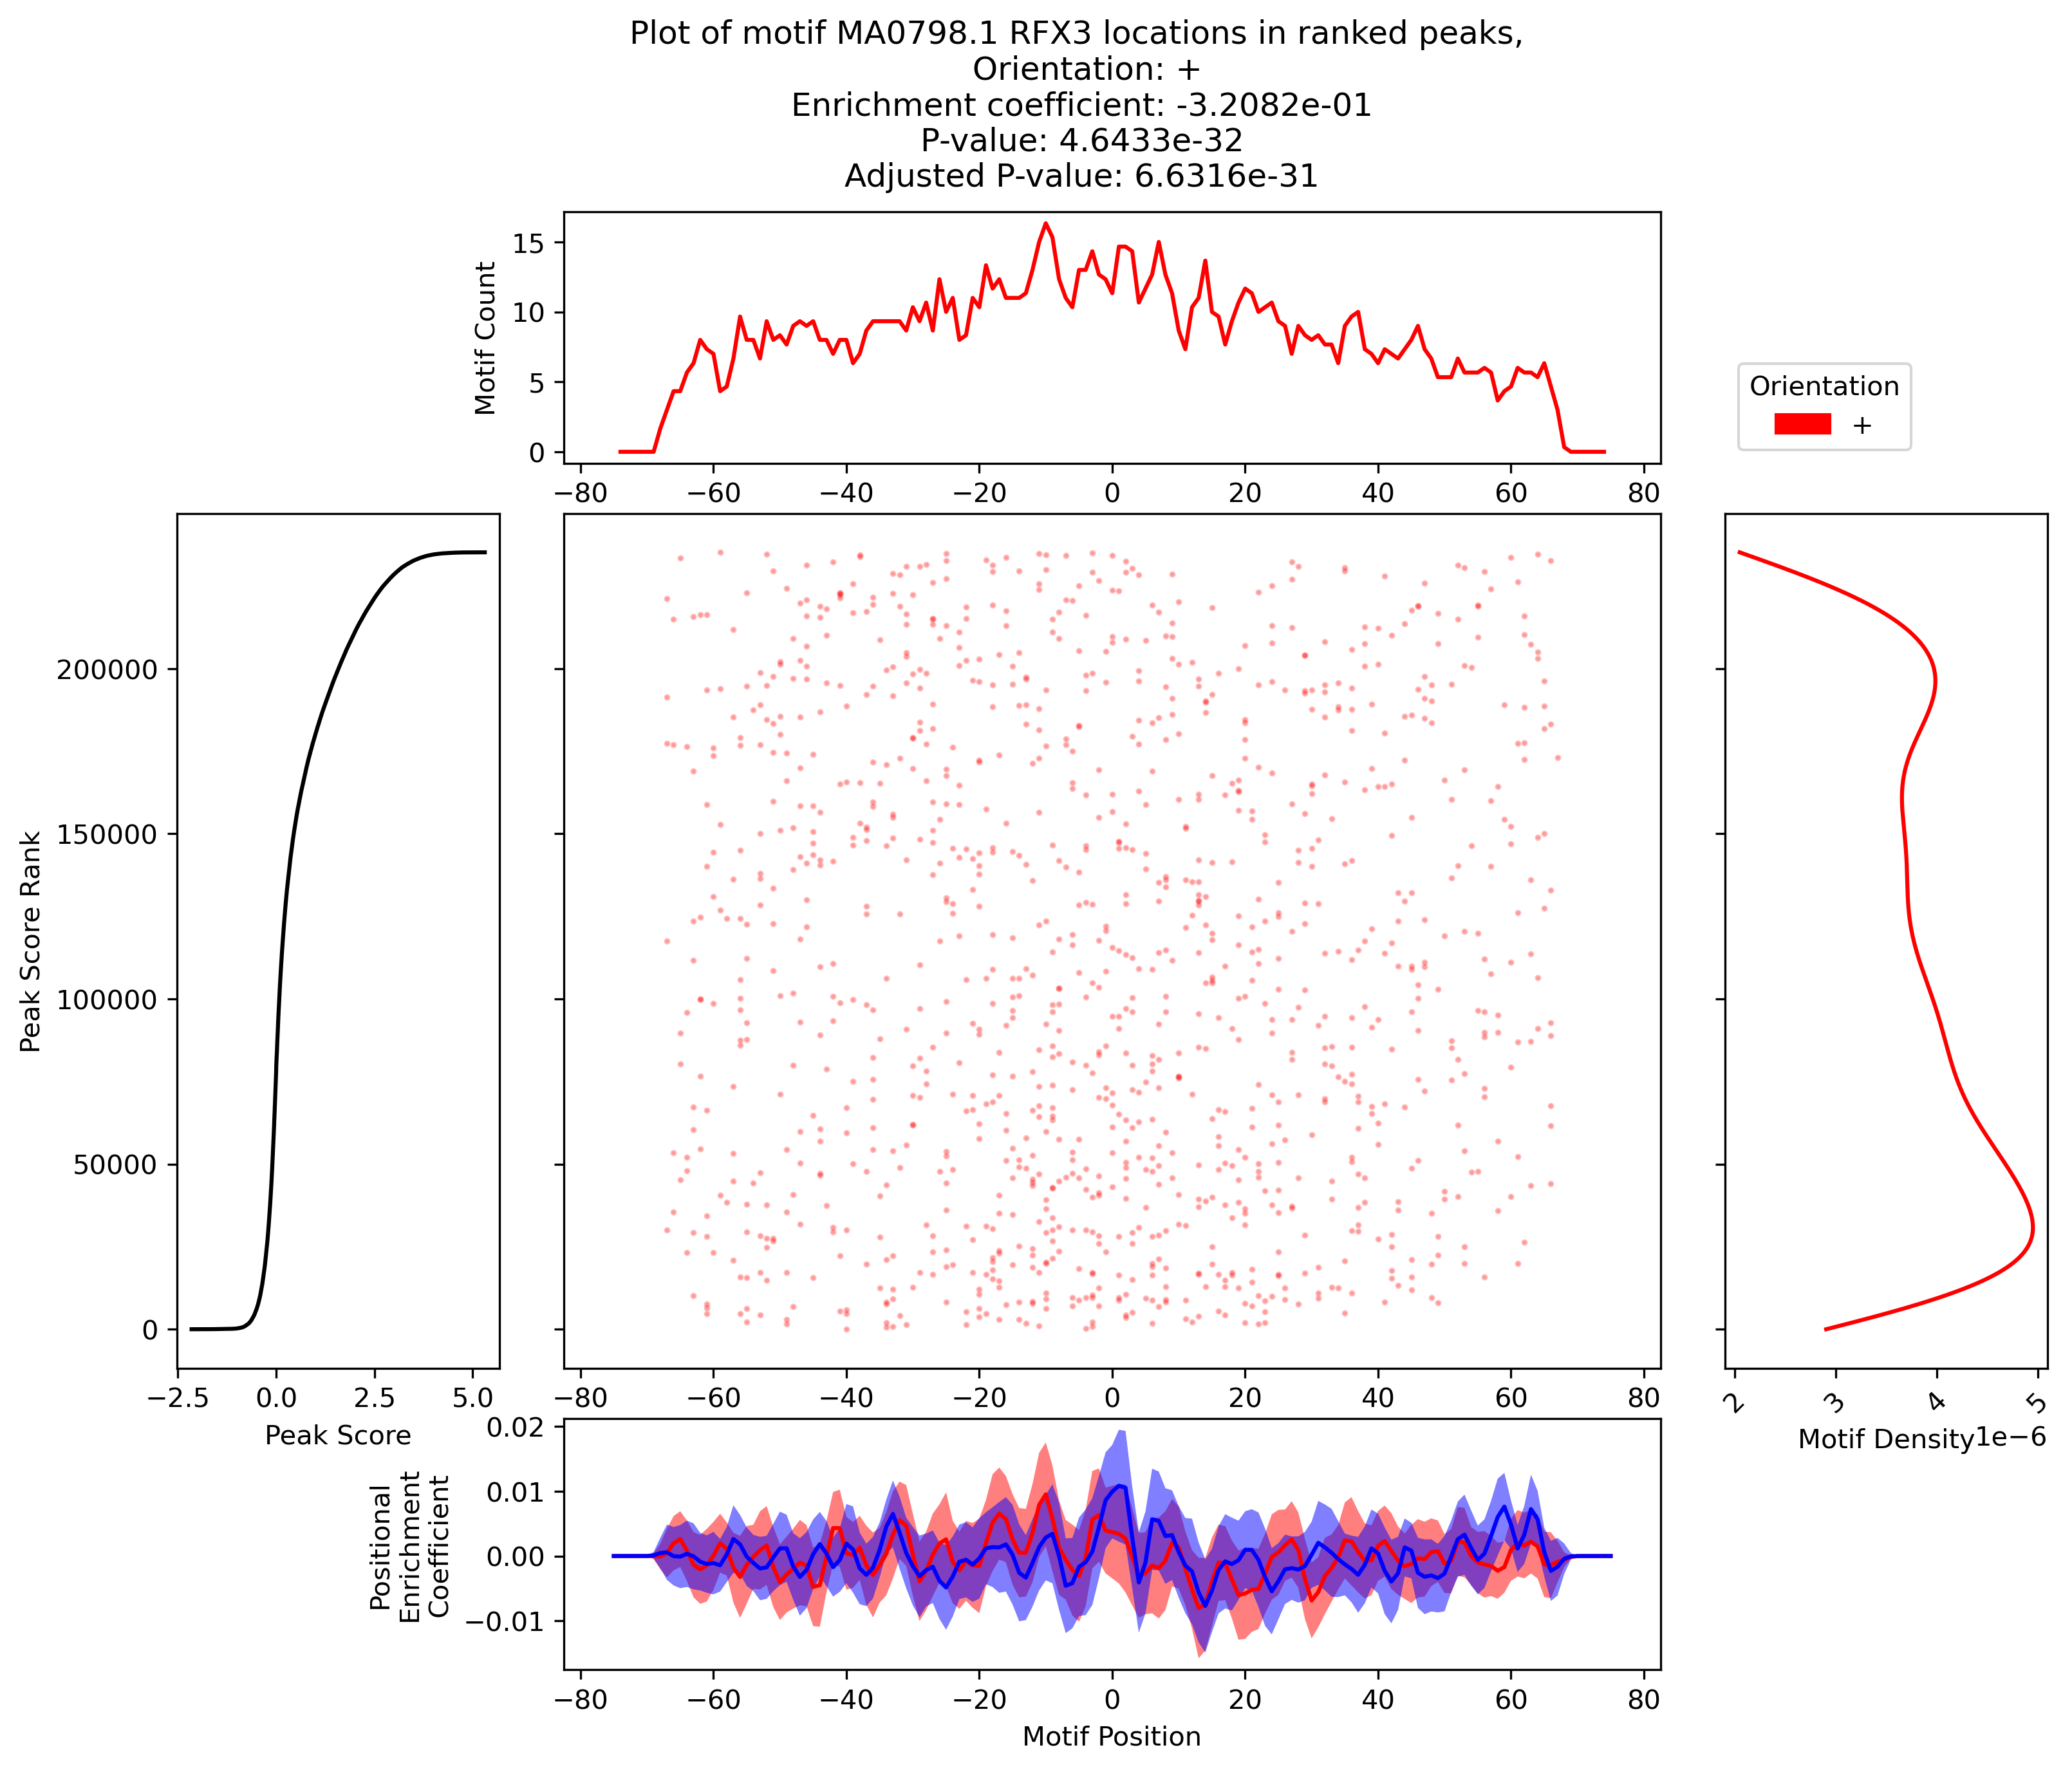 Plot of motif MA0798.1 RFX3 locations in ranked peaks,
Orientation: +
Enrichment coefficient: -3.2082e-01
P-value: 4.6433e-32
Adjusted P-value: 6.6316e-31
Motif Count
15
10
5
0
−80 −60 −40 −20 0 20 40 60 80
Orientation
+
Peak Score Rank
200000
150000
100000
50000
0
−2.5 0.0 2.5 5.0
Peak Score
−80 −60 −40 −20 0 20 40 60 80
2 3 4 5
Motif Density
1e−6
Positional
Enrichment
Coefficient
0.02
0.01
0.00
−0.01
−80 −60 −40 −20 0 20 40 60 80
Motif Position